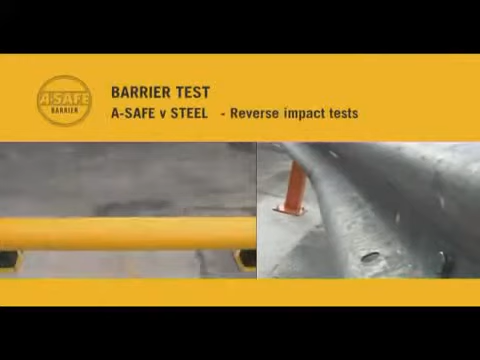 A-SAFE
BARRIER
BARRIER TEST
A-SAFE v STEEL - Reverse impact tests